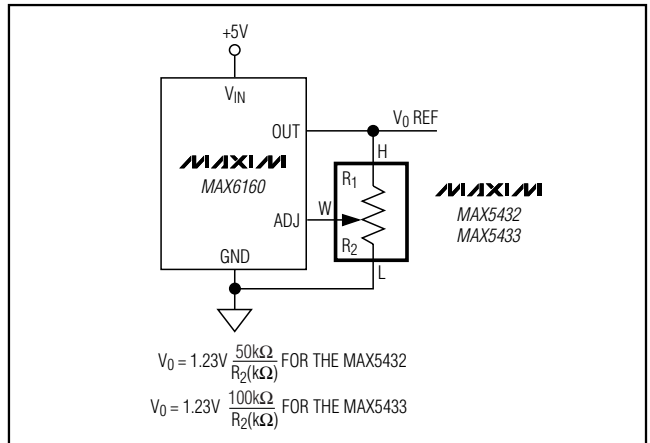 +5V
V_IN
OUT
V_0 REF
H
MAXIM
MAX6160
R_1
MAXIM
MAX5432
MAX5433
ADJ
W
R_2
GND
L
V_0 = 1.23V 50kΩ/R_2(kΩ) FOR THE MAX5432
V_0 = 1.23V 100kΩ/R_2(kΩ) FOR THE MAX5433